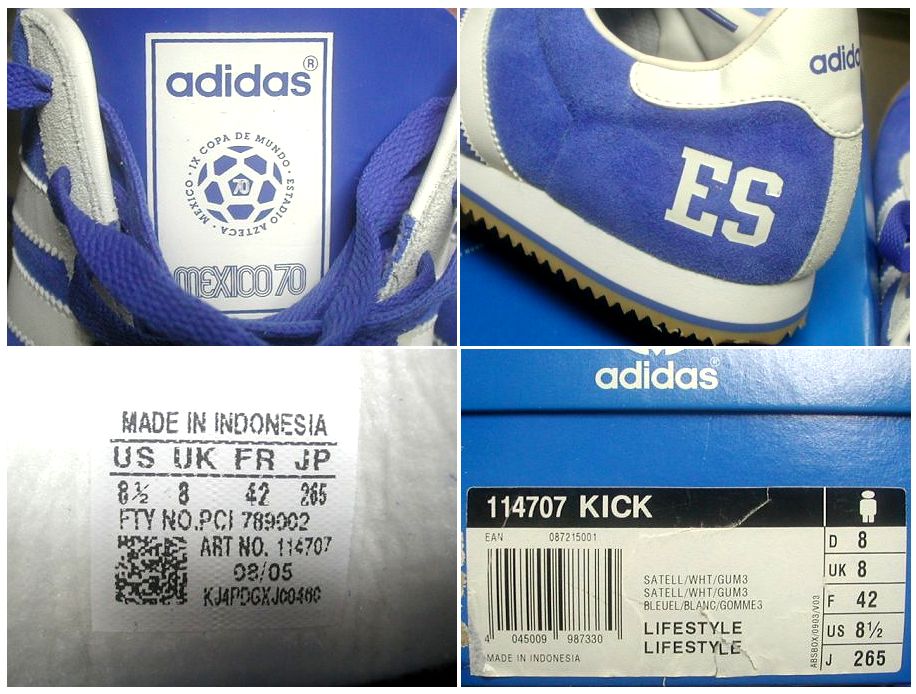 adidas®
· IX COPA DE MUNDO · ESTADIO AZTECA · MEXICO
70
MEXICO 70
adidas
ES
MADE IN INDONESIA
US UK FR JP
8½ 8 42 265
FTY NO.PCI 789002
ART NO. 114707
08/05
adidas®
114707 KICK
EAN 087215001
SATELL/WHT/GUM3
SATELL/WHT/GUM3
BLEUEL/BLANC/GOMME3
LIFESTYLE
LIFESTYLE
4 045009 987330
MADE IN INDONESIA
ABSBOX/0903/V03
D 8
UK 8
F 42
US 8½
J 265